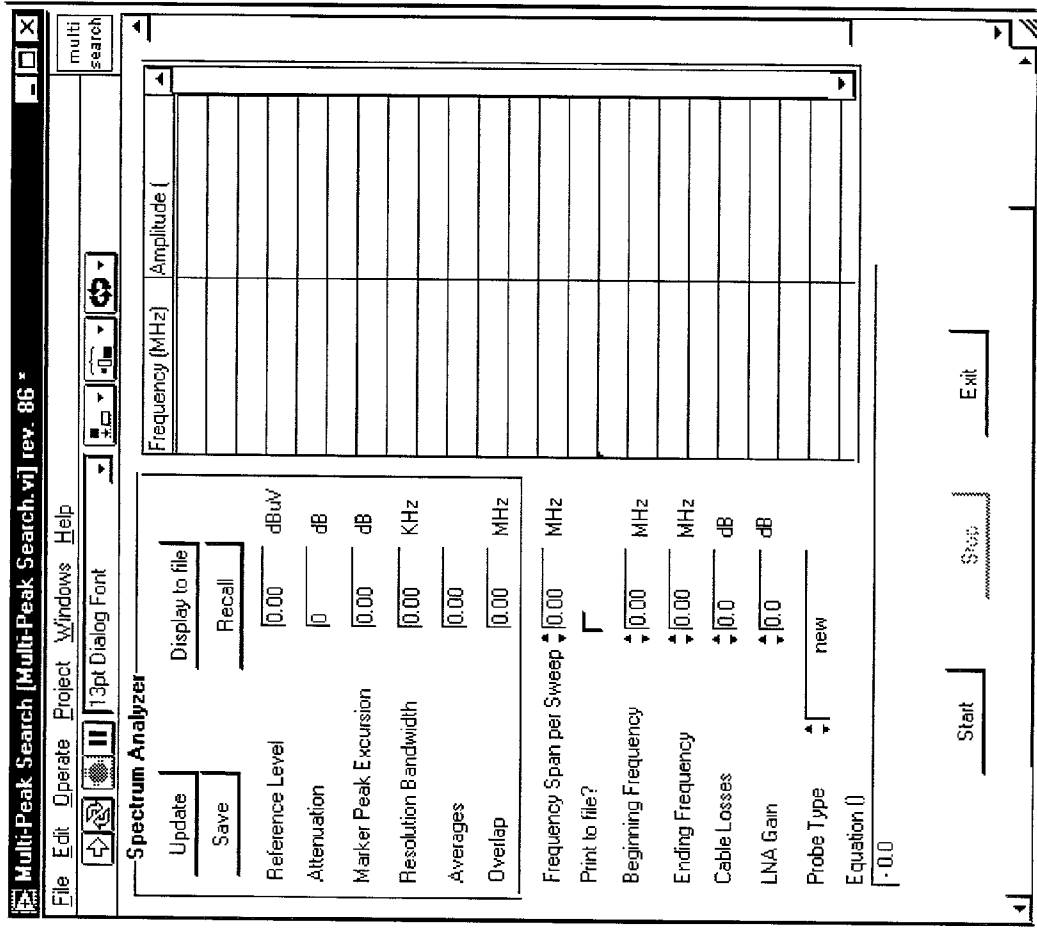 Multi-Peak Search [Multi-Peak Search.vi] rev. 86 *
File Edit Operate Project Windows Help
13pt Dialog Font
multi
search
Spectrum Analyzer
Update Display to file
Save Recall
Reference Level 0.00 dBuV
Attenuation 0 dB
Marker Peak Excursion 0.00 dB
Resolution Bandwidth 0.00 KHz
Averages 0.00
Overlap 0.00 MHz
Frequency Span per Sweep 0.00 MHz
Print to file?
Beginning Frequency 0.00 MHz
Ending Frequency 0.00 MHz
Cable Losses 0.0 dB
LNA Gain 0.0 dB
Probe Type new
Equation ()
- 0.0
Frequency (MHz) Amplitude (
Start Stop Exit